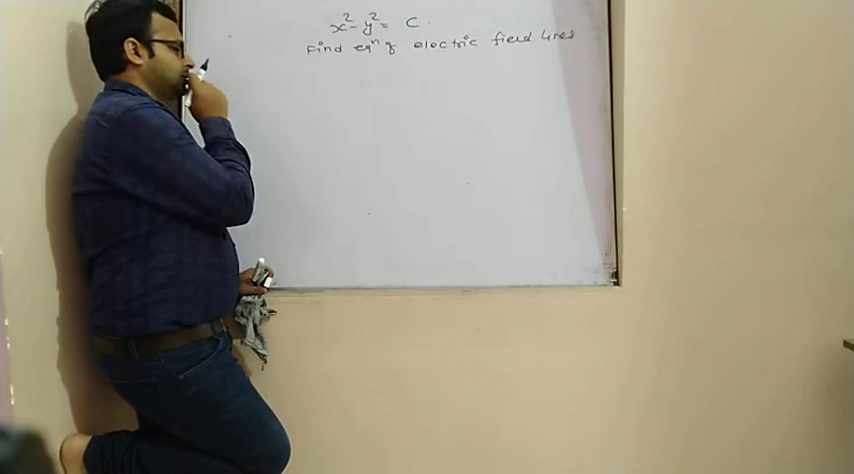 x² - y² = C
Find eqⁿ of electric field lines